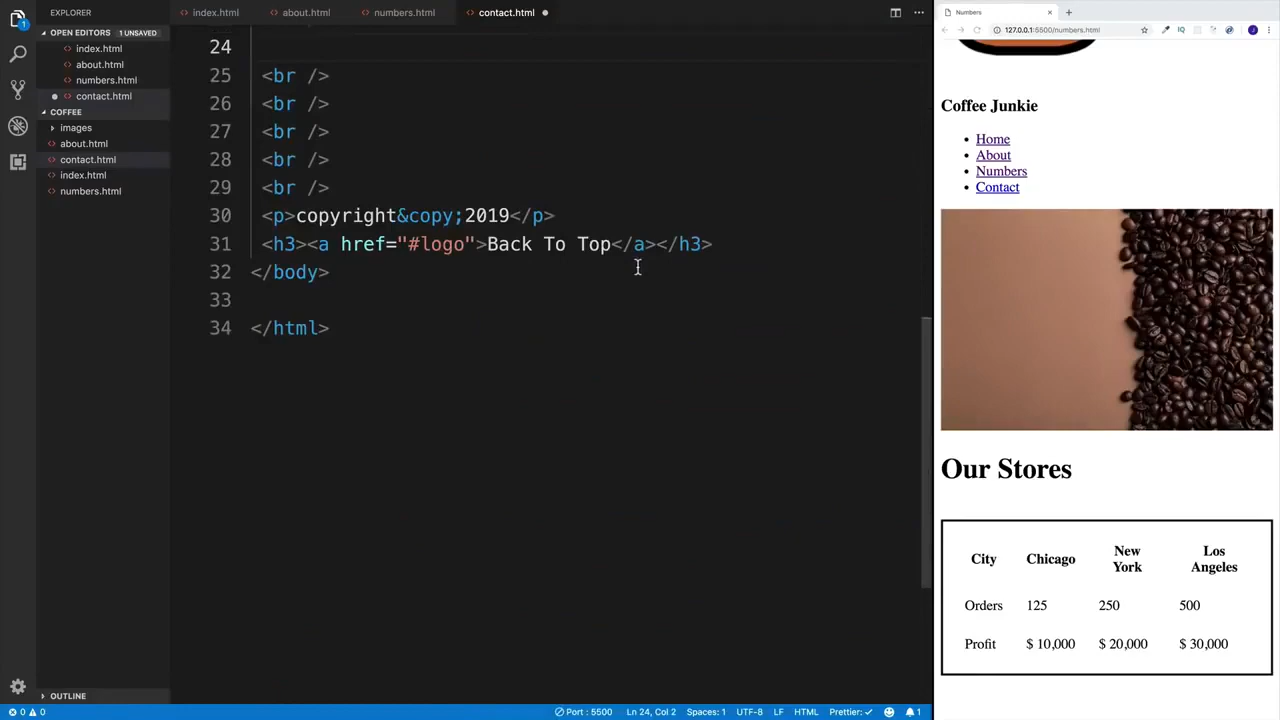 EXPLORER
OPEN EDITORS 1 UNSAVED
index.html
about.html
numbers.html
contact.html
COFFEE
images
about.html
contact.html
index.html
numbers.html
OUTLINE
index.html about.html numbers.html contact.html
24
25 <br />
26 <br />
27 <br />
28 <br />
29 <br />
30 <p>copyright&copy;2019</p>
31 <h3><a href="#logo">Back To Top</a></h3>
32 </body>
33
34 </html>
0 0 Port : 5500 Ln 24, Col 2 Spaces: 1 UTF-8 LF HTML Prettier: ✓ 1
Numbers
127.0.0.1:5500/numbers.html
Coffee Junkie
Home
About
Numbers
Contact
Our Stores
City Chicago New York Los Angeles
Orders 125 250 500
Profit $ 10,000 $ 20,000 $ 30,000